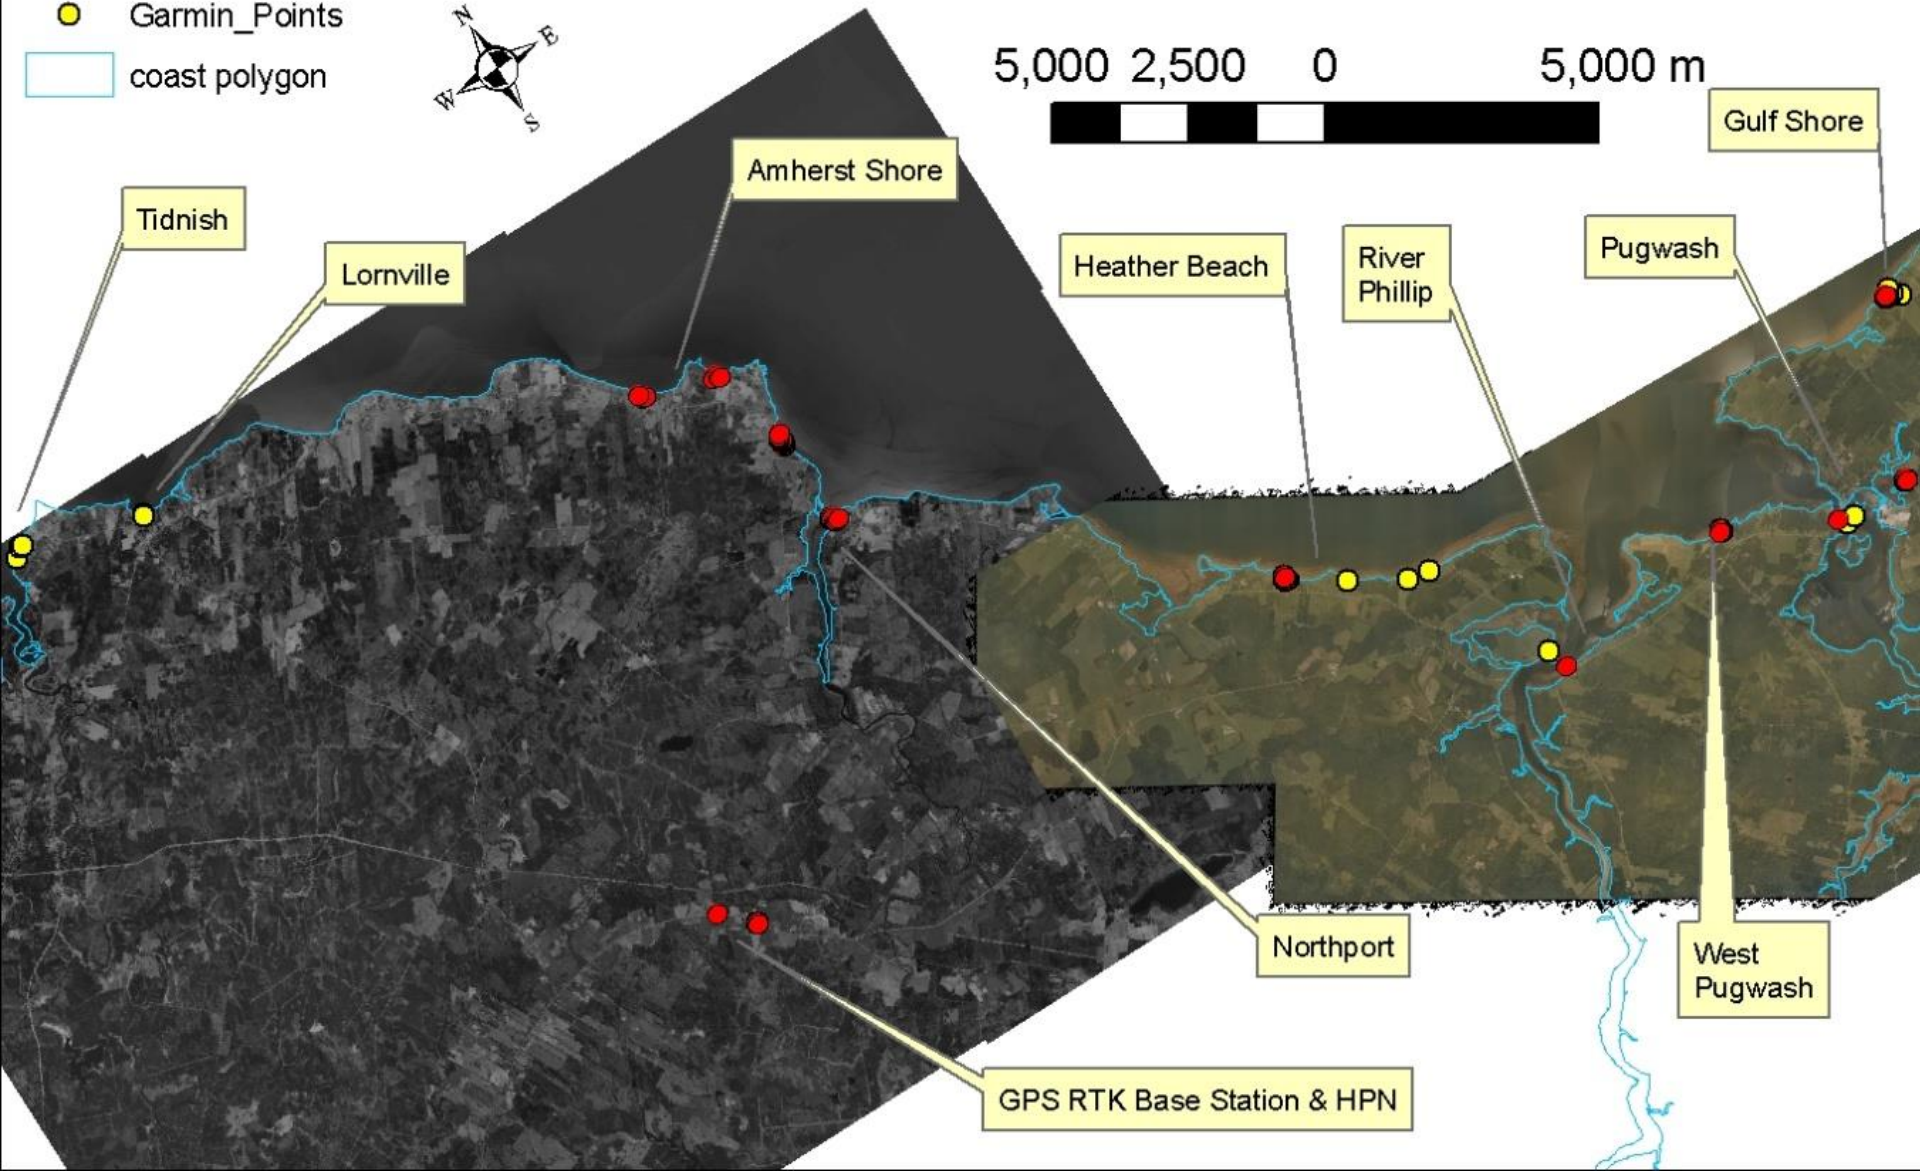 Garmin_Points
coast polygon
N
E
W
S
5,000 2,500 0 5,000 m
Gulf Shore
Amherst Shore
Tidnish
Lornville
Heather Beach
River
Phillip
Pugwash
Northport
West
Pugwash
GPS RTK Base Station & HPN